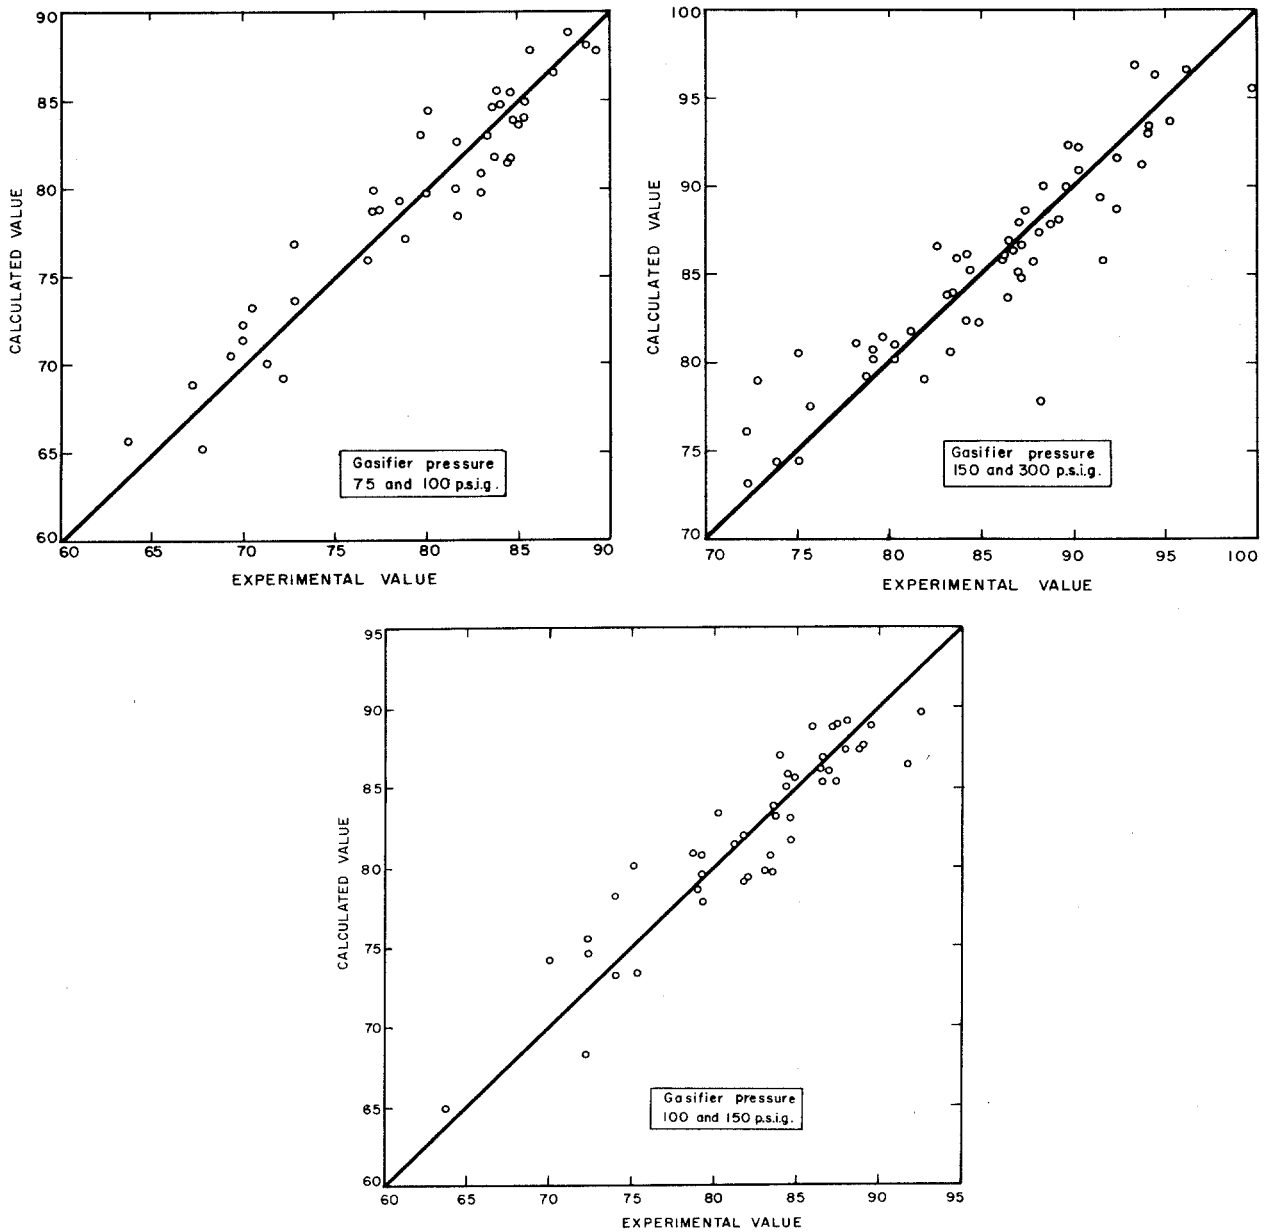 90
85
80
75
70
65
60
CALCULATED VALUE
60 65 70 75 80 85 90
EXPERIMENTAL VALUE
Gasifier pressure
75 and 100 p.s.i.g.
100
95
90
85
80
75
70
CALCULATED VALUE
70 75 80 85 90 95 100
EXPERIMENTAL VALUE
Gasifier pressure
150 and 300 p.s.i.g.
95
90
85
80
75
70
65
60
CALCULATED VALUE
60 65 70 75 80 85 90 95
EXPERIMENTAL VALUE
Gasifier pressure
100 and 150 p.s.i.g.